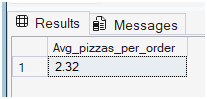 Results Messages
Avg_pizzas_per_order
1 2.32